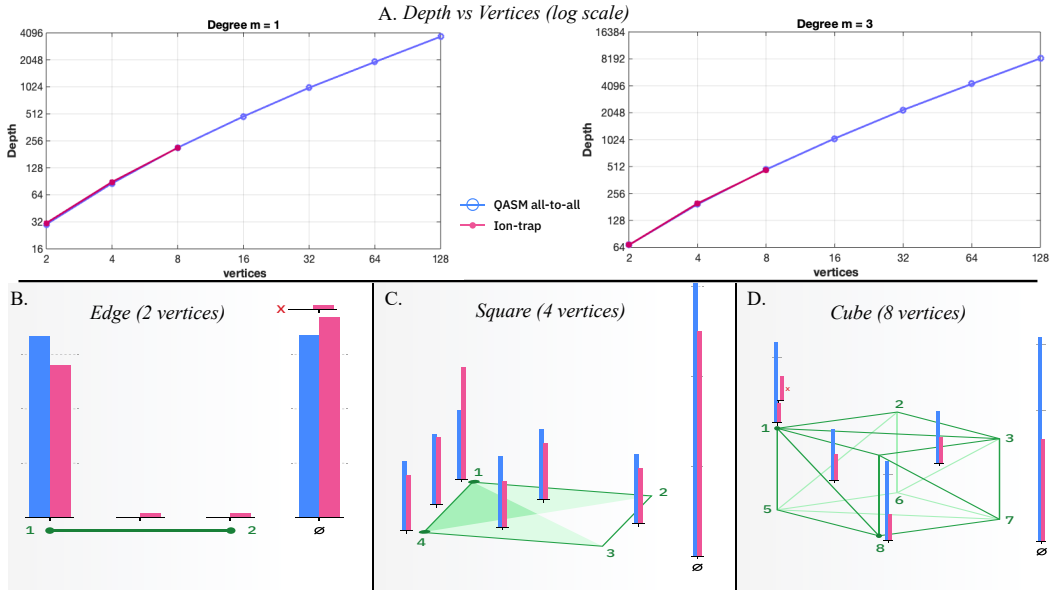 A. Depth vs Vertices (log scale)
Degree m = 1
4096
2048
1024
512
256
128
64
32
16
Depth
2 4 8 16 32 64 128
vertices
QASM all-to-all
Ion-trap
Degree m = 3
16384
8192
4096
2048
1024
512
256
128
64
Depth
2 4 8 16 32 64 128
vertices
B.
Edge (2 vertices)
x
1 2
∅
C.
Square (4 vertices)
1
2
4
3
∅
D.
Cube (8 vertices)
x
2
1
3
6
5
7
8
∅